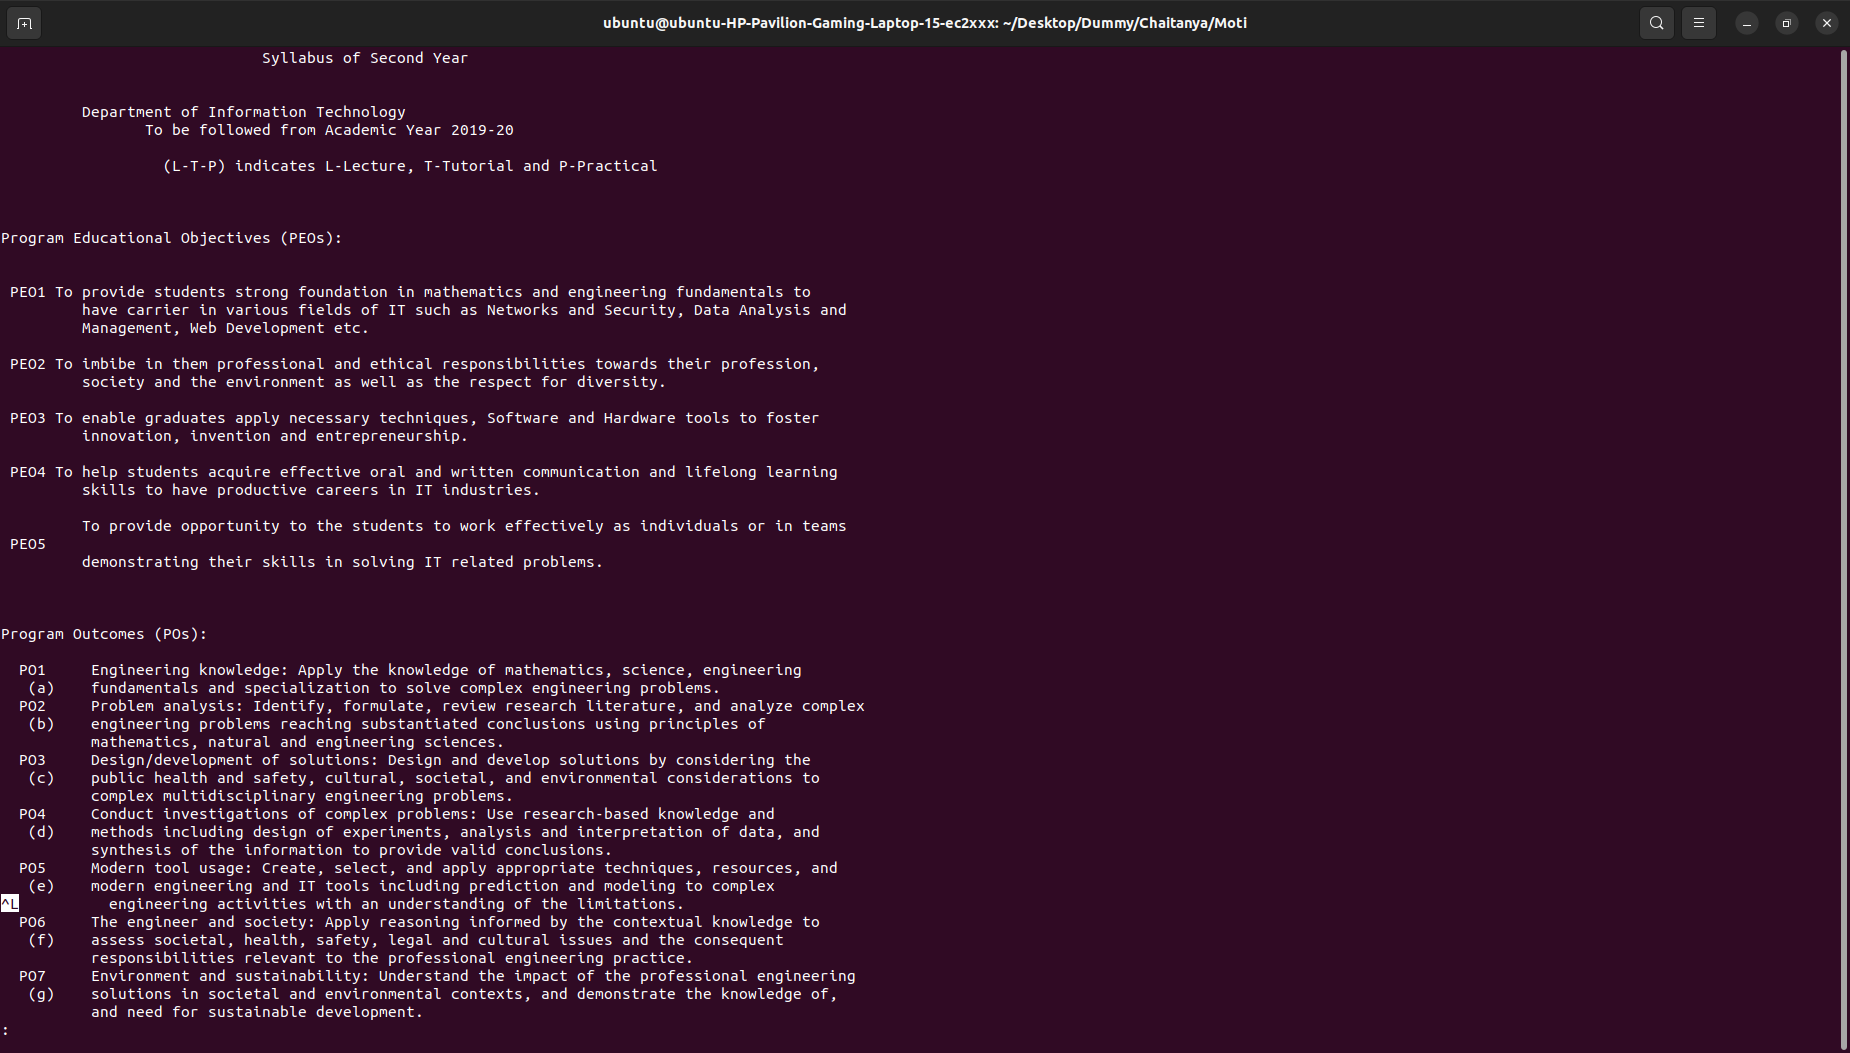 ubuntu@ubuntu-HP-Pavilion-Gaming-Laptop-15-ec2xxx: ~/Desktop/Dummy/Chaitanya/Moti
Syllabus of Second Year
Department of Information Technology
To be followed from Academic Year 2019-20
(L-T-P) indicates L-Lecture, T-Tutorial and P-Practical
Program Educational Objectives (PEOs):
PEO1 To provide students strong foundation in mathematics and engineering fundamentals to
have carrier in various fields of IT such as Networks and Security, Data Analysis and
Management, Web Development etc.
PEO2 To imbibe in them professional and ethical responsibilities towards their profession,
society and the environment as well as the respect for diversity.
PEO3 To enable graduates apply necessary techniques, Software and Hardware tools to foster
innovation, invention and entrepreneurship.
PEO4 To help students acquire effective oral and written communication and lifelong learning
skills to have productive careers in IT industries.
To provide opportunity to the students to work effectively as individuals or in teams
PEO5
demonstrating their skills in solving IT related problems.
Program Outcomes (POs):
PO1 Engineering knowledge: Apply the knowledge of mathematics, science, engineering
(a) fundamentals and specialization to solve complex engineering problems.
PO2 Problem analysis: Identify, formulate, review research literature, and analyze complex
(b) engineering problems reaching substantiated conclusions using principles of
mathematics, natural and engineering sciences.
PO3 Design/development of solutions: Design and develop solutions by considering the
(c) public health and safety, cultural, societal, and environmental considerations to
complex multidisciplinary engineering problems.
PO4 Conduct investigations of complex problems: Use research-based knowledge and
(d) methods including design of experiments, analysis and interpretation of data, and
synthesis of the information to provide valid conclusions.
PO5 Modern tool usage: Create, select, and apply appropriate techniques, resources, and
(e) modern engineering and IT tools including prediction and modeling to complex
^L engineering activities with an understanding of the limitations.
PO6 The engineer and society: Apply reasoning informed by the contextual knowledge to
(f) assess societal, health, safety, legal and cultural issues and the consequent
responsibilities relevant to the professional engineering practice.
PO7 Environment and sustainability: Understand the impact of the professional engineering
(g) solutions in societal and environmental contexts, and demonstrate the knowledge of,
and need for sustainable development.
: